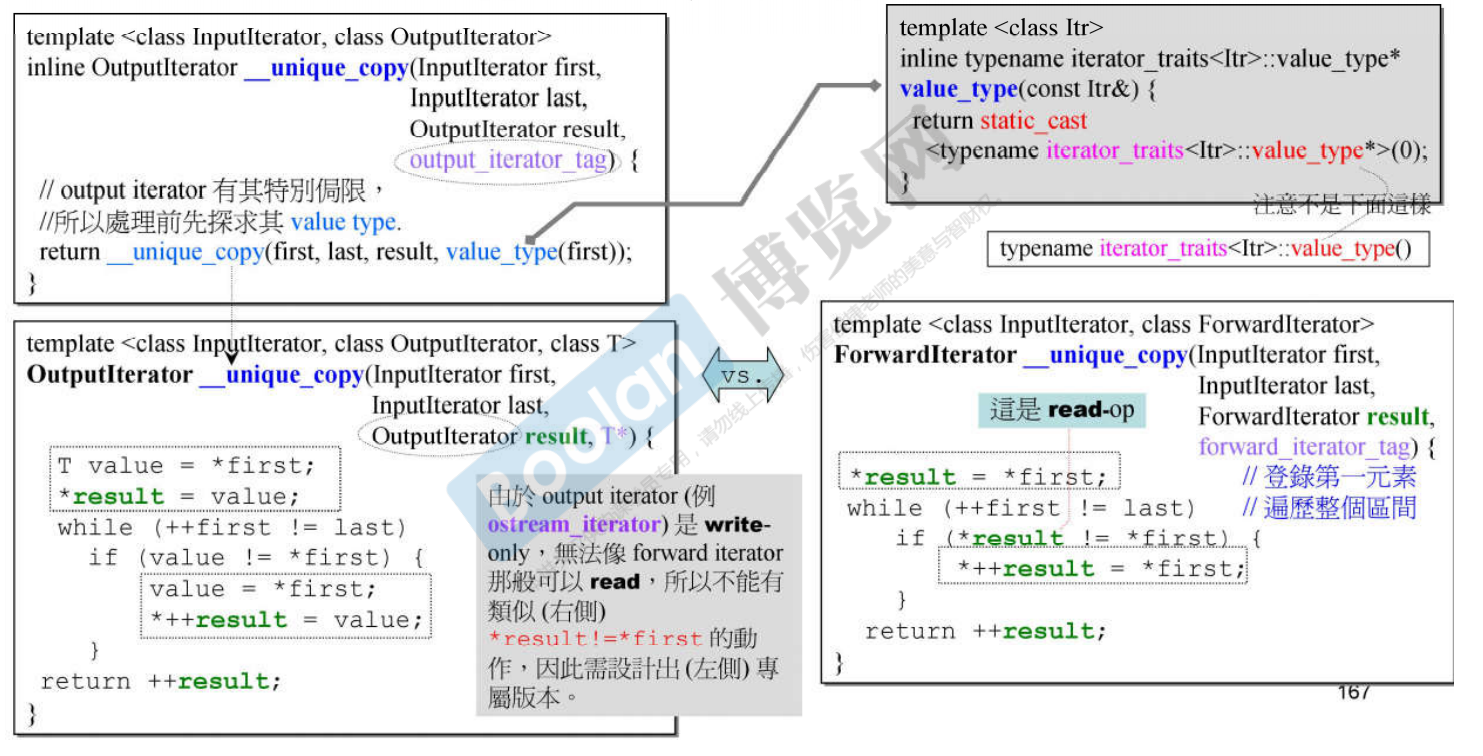 template <class InputIterator, class OutputIterator>
inline OutputIterator __unique_copy(InputIterator first,
InputIterator last,
OutputIterator result,
output_iterator_tag) {
// output iterator 有其特別侷限，
//所以處理前先探求其 value type.
return __unique_copy(first, last, result, value_type(first));
}
template <class Itr>
inline typename iterator_traits<Itr>::value_type*
value_type(const Itr&) {
return static_cast
<typename iterator_traits<Itr>::value_type*>(0);
}
注意不是下面這樣
typename iterator_traits<Itr>::value_type()
template <class InputIterator, class OutputIterator, class T>
OutputIterator __unique_copy(InputIterator first,
InputIterator last,
OutputIterator result, T*) {
T value = *first;
*result = value;
while (++first != last)
if (value != *first) {
value = *first;
*++result = value;
}
return ++result;
}
由於 output iterator (例
ostream_iterator) 是 write-
only，無法像 forward iterator
那般可以 read，所以不能有
類似 (右側)
*result!=*first 的動
作，因此需設計出 (左側) 專
屬版本。
vs.
template <class InputIterator, class ForwardIterator>
ForwardIterator __unique_copy(InputIterator first,
InputIterator last,
ForwardIterator result,
forward_iterator_tag) {
這是 read-op
*result = *first; // 登錄第一元素
while (++first != last) // 遍歷整個區間
if (*result != *first) {
*++result = *first;
}
return ++result;
}
167
Boolan
博览网